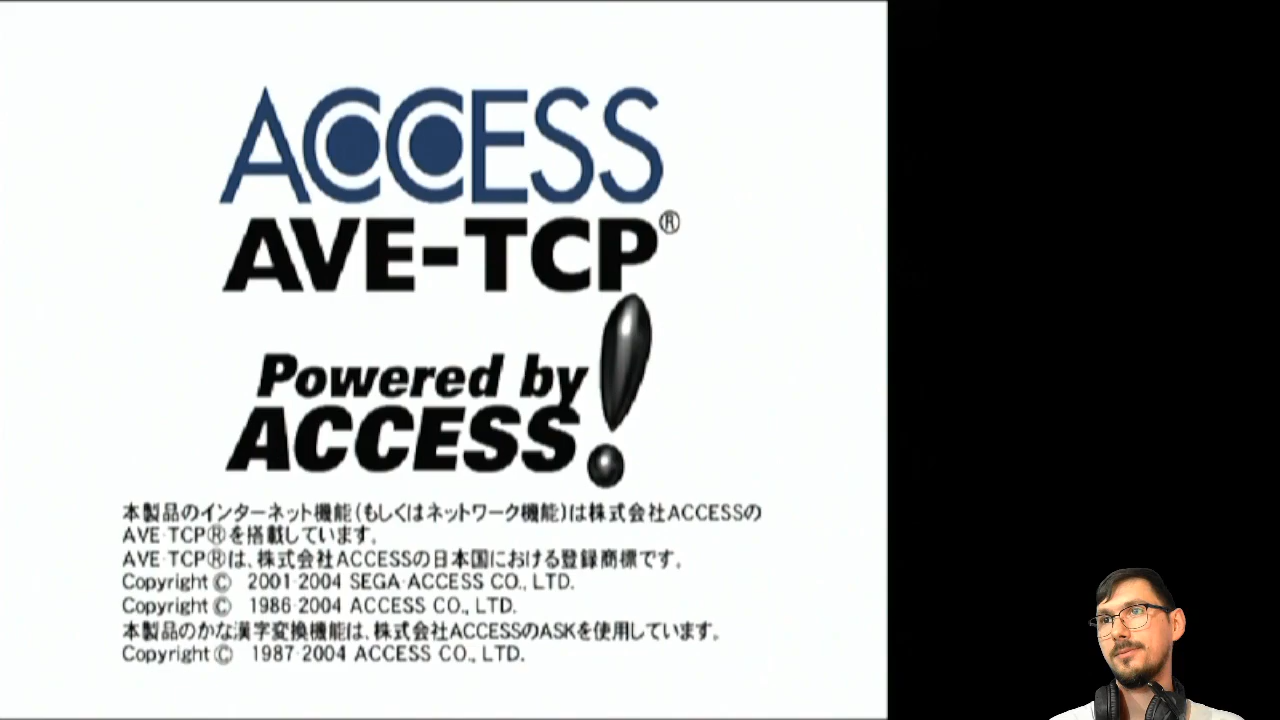 ACCESS
AVE-TCP®
Powered by
ACCESS!
本製品のインターネット機能(もしくはネットワーク機能)は株式会社ACCESSの
AVE-TCP®を搭載しています。
AVE-TCP®は、株式会社ACCESSの日本国における登録商標です。
Copyright © 2001-2004 SEGA-ACCESS CO., LTD.
Copyright © 1986-2004 ACCESS CO., LTD.
本製品のかな漢字変換機能は、株式会社ACCESSのASKを使用しています。
Copyright © 1987-2004 ACCESS CO., LTD.